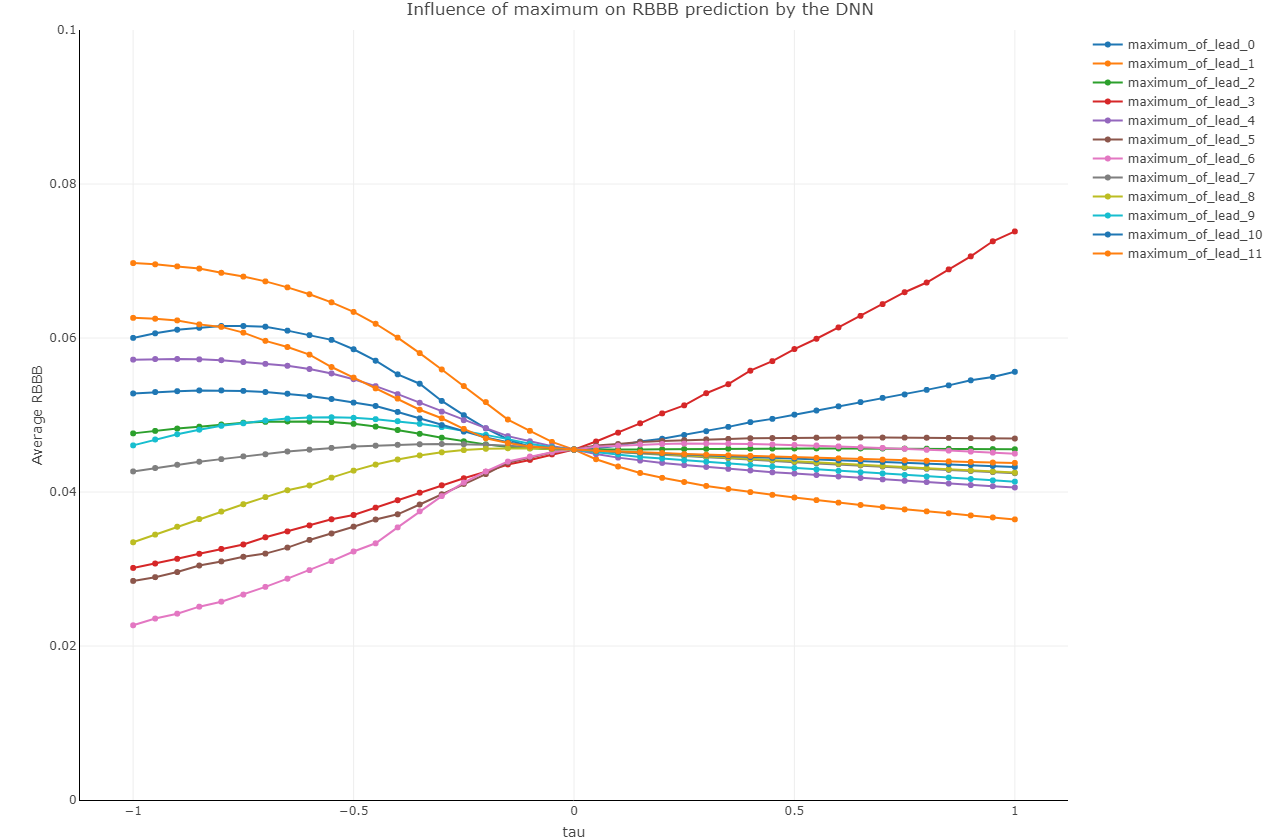 Influence of maximum on RBBB prediction by the DNN
0.1
0.08
0.06
0.04
0.02
0
Average RBBB
−1
−0.5
0
0.5
1
tau
maximum_of_lead_0
maximum_of_lead_1
maximum_of_lead_2
maximum_of_lead_3
maximum_of_lead_4
maximum_of_lead_5
maximum_of_lead_6
maximum_of_lead_7
maximum_of_lead_8
maximum_of_lead_9
maximum_of_lead_10
maximum_of_lead_11